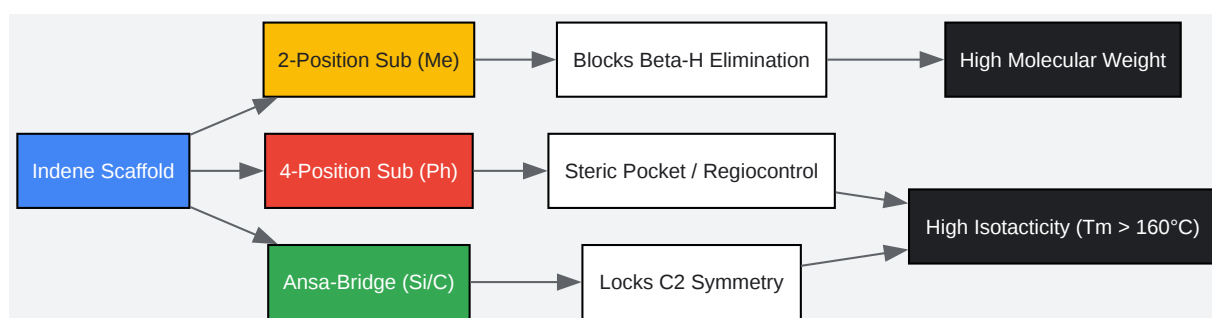 2-Position Sub (Me)
Blocks Beta-H Elimination
High Molecular Weight
Indene Scaffold
4-Position Sub (Ph)
Steric Pocket / Regiocontrol
High Isotacticity (Tm > 160°C)
Ansa-Bridge (Si/C)
Locks C2 Symmetry